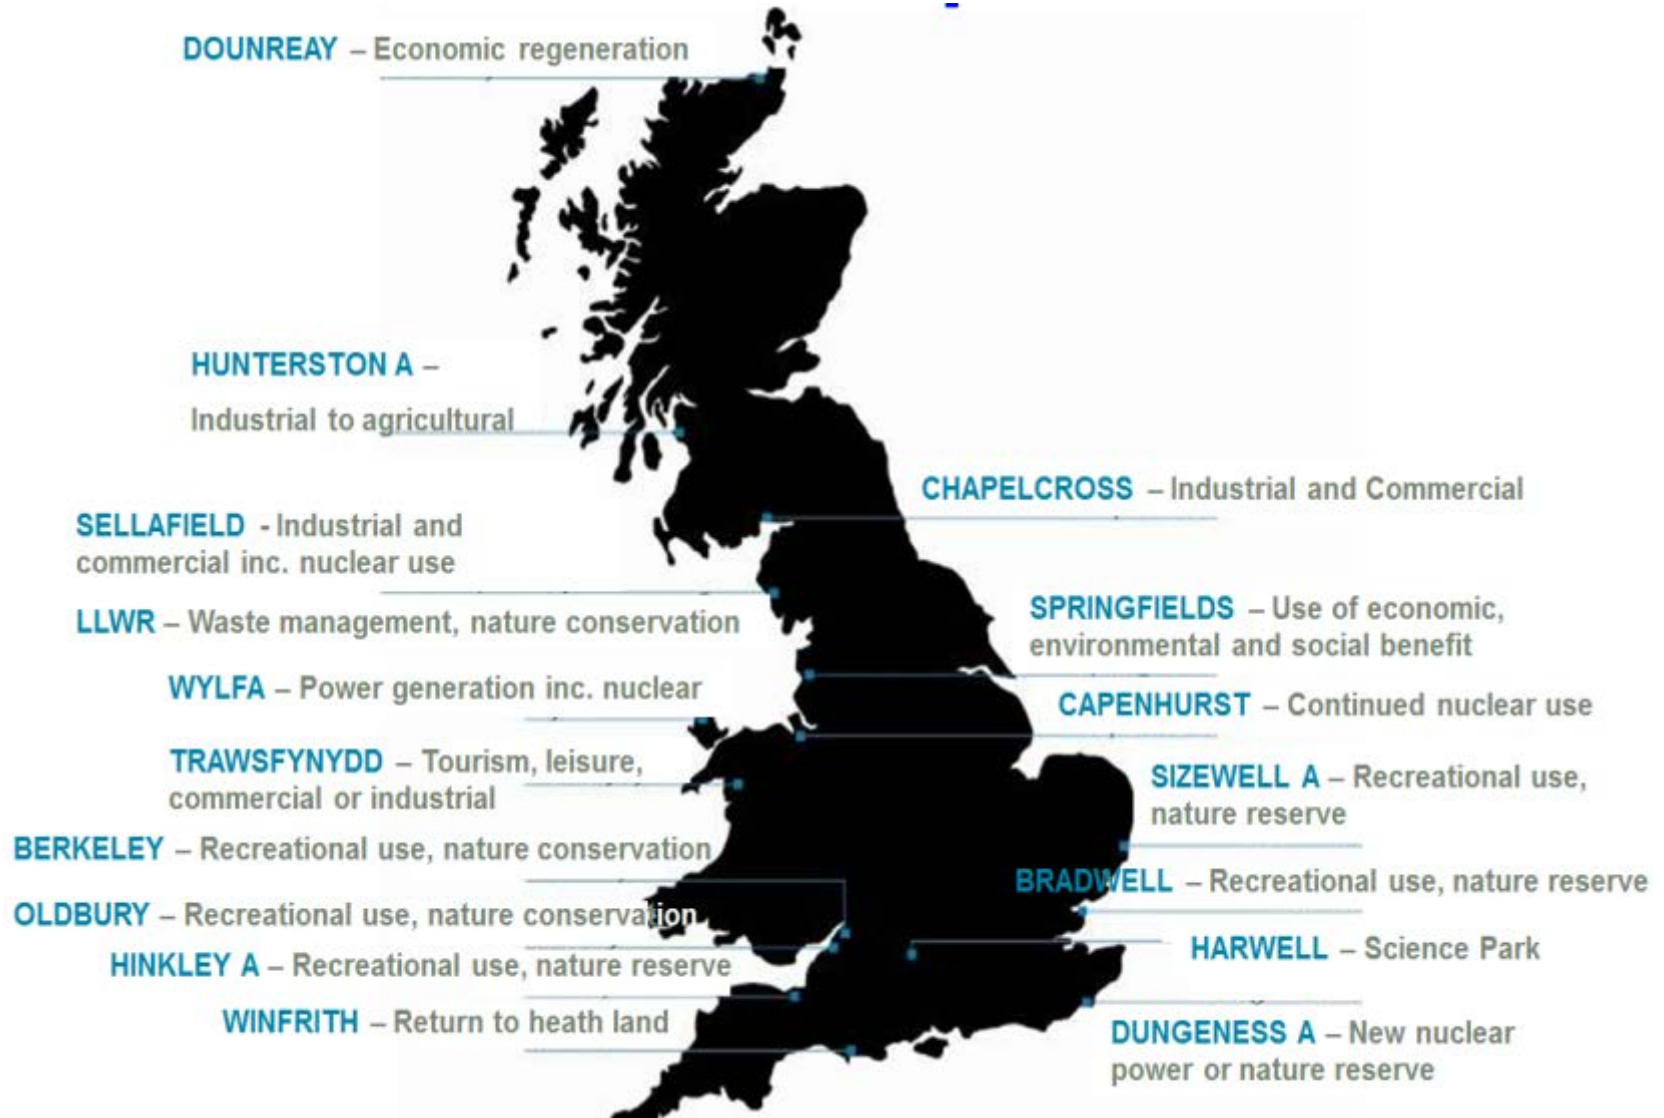 DOUNREAY – Economic regeneration
HUNTERSTON A –
Industrial to agricultural
CHAPELCROSS – Industrial and Commercial
SELLAFIELD - Industrial and
commercial inc. nuclear use
LLWR – Waste management, nature conservation
SPRINGFIELDS – Use of economic,
environmental and social benefit
WYLFA – Power generation inc. nuclear
CAPENHURST – Continued nuclear use
TRAWSFYNYDD – Tourism, leisure,
commercial or industrial
SIZEWELL A – Recreational use,
nature reserve
BERKELEY – Recreational use, nature conservation
BRADWELL – Recreational use, nature reserve
OLDBURY – Recreational use, nature conservation
HARWELL – Science Park
HINKLEY A – Recreational use, nature reserve
WINFRITH – Return to heath land
DUNGENESS A – New nuclear
power or nature reserve